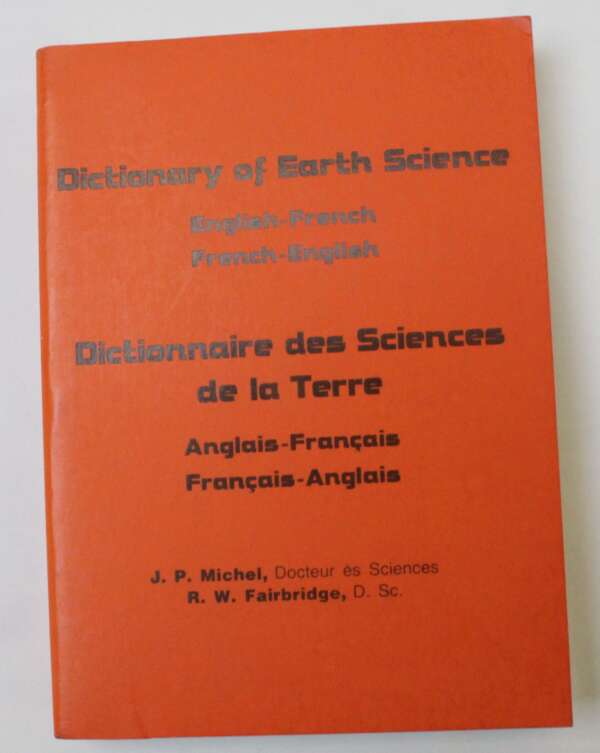 Dictionary of Earth Science
English-French
French-English
Dictionnaire des Sciences
de la Terre
Anglais-Français
Français-Anglais
J. P. Michel, Docteur ès Sciences
R. W. Fairbridge, D. Sc.